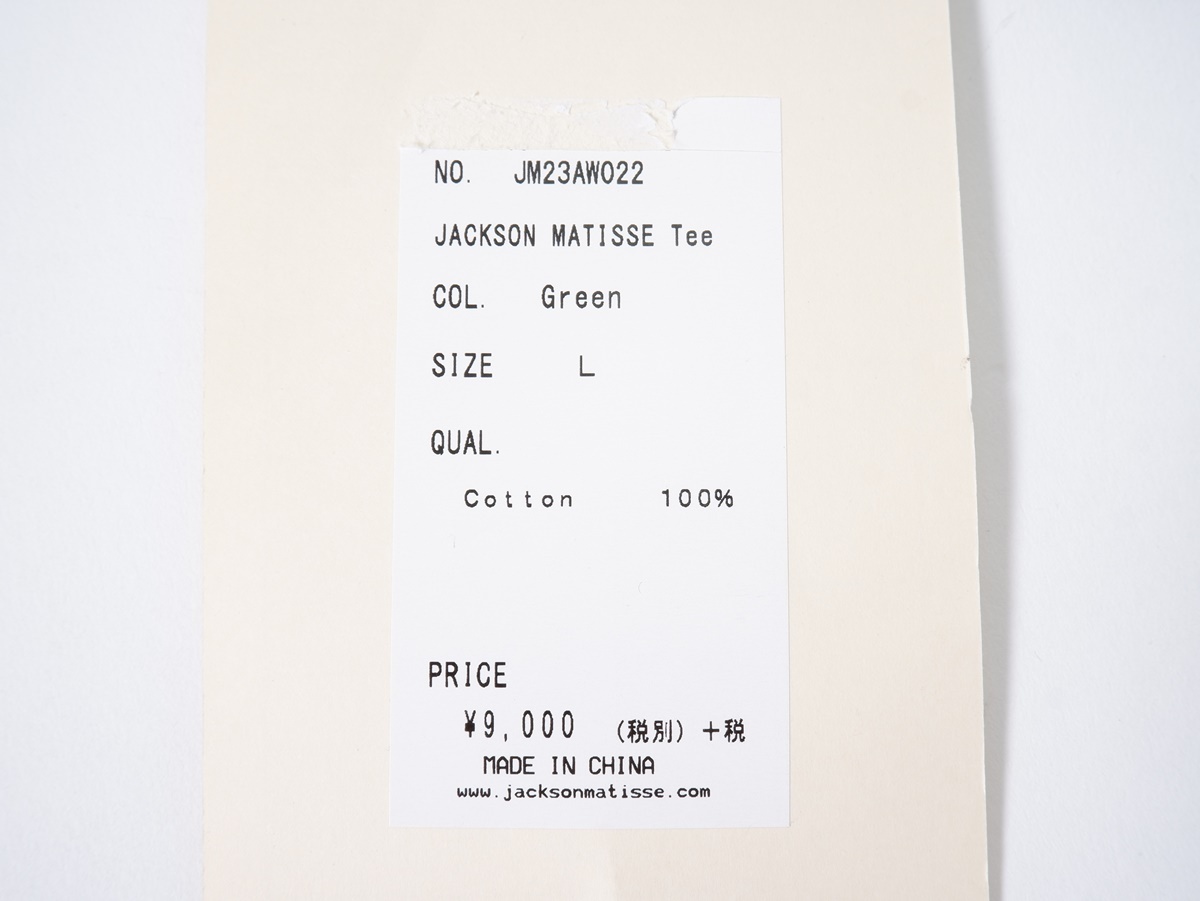 NO. JM23AW022
JACKSON MATISSE Tee
COL. Green
SIZE L
QUAL.
Cotton 100%
PRICE
¥9,000 (税別)+税
MADE IN CHINA
www.jacksonmatisse.com